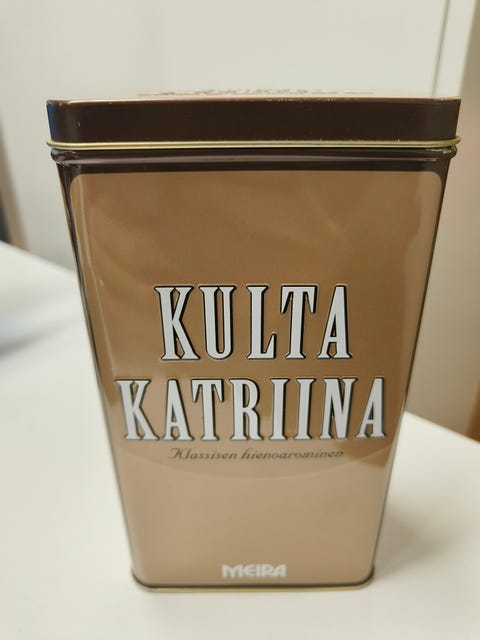 KULTA
KATRIINA
Klassisen hienoarominen
MEIRA